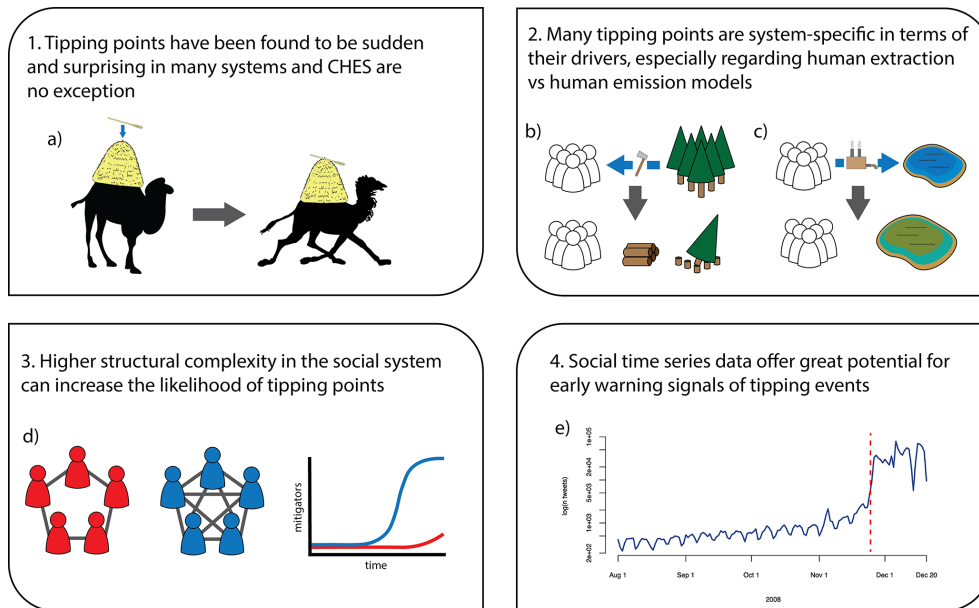 1. Tipping points have been found to be sudden
and surprising in many systems and CHES are
no exception
a)
2. Many tipping points are system-specific in terms of
their drivers, especially regarding human extraction
vs human emission models
b)
c)
3. Higher structural complexity in the social system
can increase the likelihood of tipping points
d)
mitigators
time
4. Social time series data offer great potential for
early warning signals of tipping events
e)
log(n tweets)
1e+05
2e+04
5e+03
1e+03
2e+02
Aug 1
Sep 1
Oct 1
Nov 1
Dec 1
Dec 20
2008